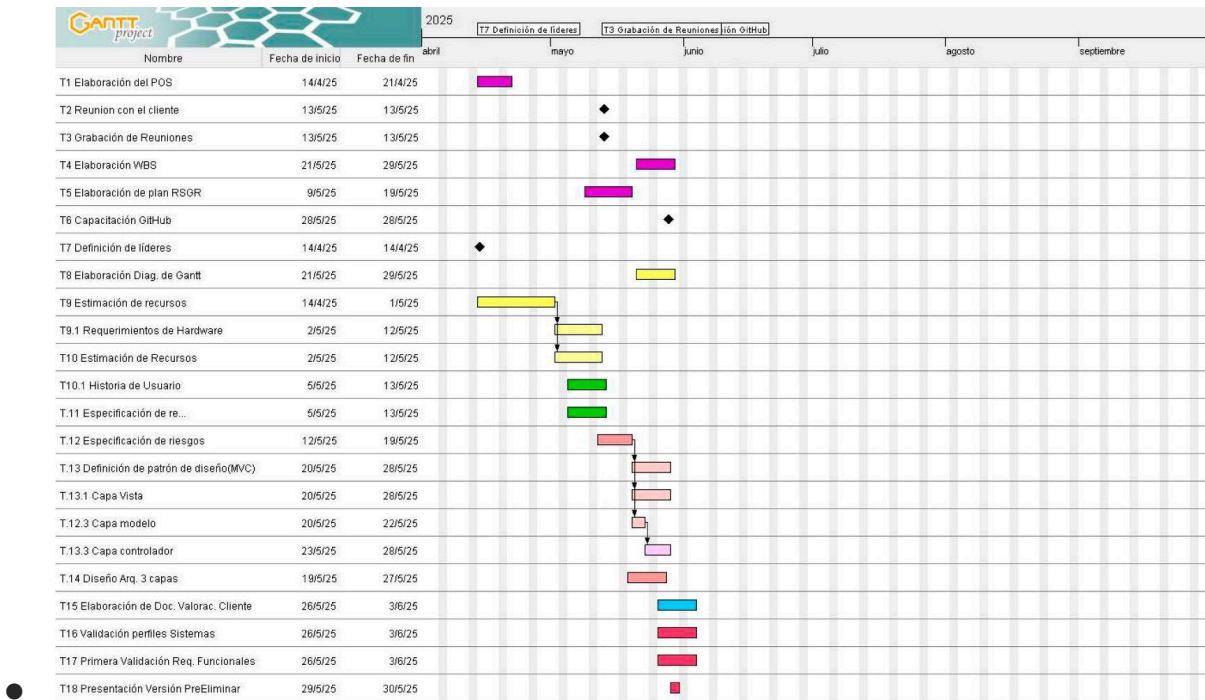 GANTT
project
2025
T7 Definición de líderes T3 Grabación de Reuniones ión GitHub
abril mayo junio julio agosto septiembre
Nombre Fecha de inicio Fecha de fin
T1 Elaboración del POS 14/4/25 21/4/25
T2 Reunion con el cliente 13/5/25 13/5/25
T3 Grabación de Reuniones 13/5/25 13/5/25
T4 Elaboración WBS 21/5/25 29/5/25
T5 Elaboración de plan RSGR 9/5/25 19/5/25
T6 Capacitación GitHub 28/5/25 28/5/25
T7 Definición de líderes 14/4/25 14/4/25
T8 Elaboración Diag. de Gantt 21/5/25 29/5/25
T9 Estimación de recursos 14/4/25 1/5/25
T9.1 Requerimientos de Hardware 2/5/25 12/5/25
T10 Estimación de Recursos 2/5/25 12/5/25
T10.1 Historia de Usuario 5/5/25 13/5/25
T.11 Especificación de re... 5/5/25 13/5/25
T.12 Especificación de riesgos 12/5/25 19/5/25
T.13 Definición de patrón de diseño(MVC) 20/5/25 28/5/25
T.13.1 Capa Vista 20/5/25 28/5/25
T.12.3 Capa modelo 20/5/25 22/5/25
T.13.3 Capa controlador 23/5/25 28/5/25
T.14 Diseño Arq. 3 capas 19/5/25 27/5/25
T15 Elaboración de Doc. Valorac. Cliente 26/5/25 3/6/25
T16 Validación perfiles Sistemas 26/5/25 3/6/25
T17 Primera Validación Req. Funcionales 26/5/25 3/6/25
T18 Presentación Versión PreEliminar 29/5/25 30/5/25